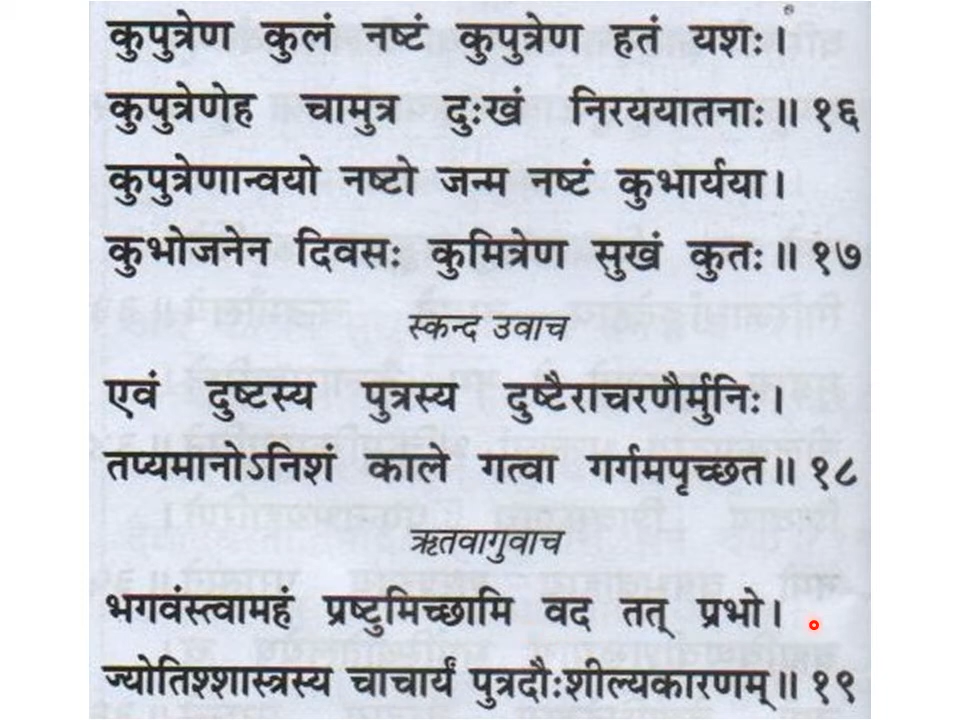 कुपुत्रेण कुलं नष्टं कुपुत्रेण हतं यशः।
कुपुत्रेणेह चामुत्र दुःखं निरययातनाः॥ १६
कुपुत्रेणान्वयो नष्टो जन्म नष्टं कुभार्यया।
कुभोजनेन दिवसः कुमित्रेण सुखं कुतः॥ १७
स्कन्द उवाच
एवं दुष्टस्य पुत्रस्य दुष्टैराचरणैर्मुनिः।
तप्यमानोऽनिशं काले गत्वा गर्गमपृच्छत॥ १८
ऋतवागुवाच
भगवंस्त्वामहं प्रष्टुमिच्छामि वद तत् प्रभो।
ज्योतिश्शास्त्रस्य चाचार्यं पुत्रदौःशील्यकारणम्॥ १९